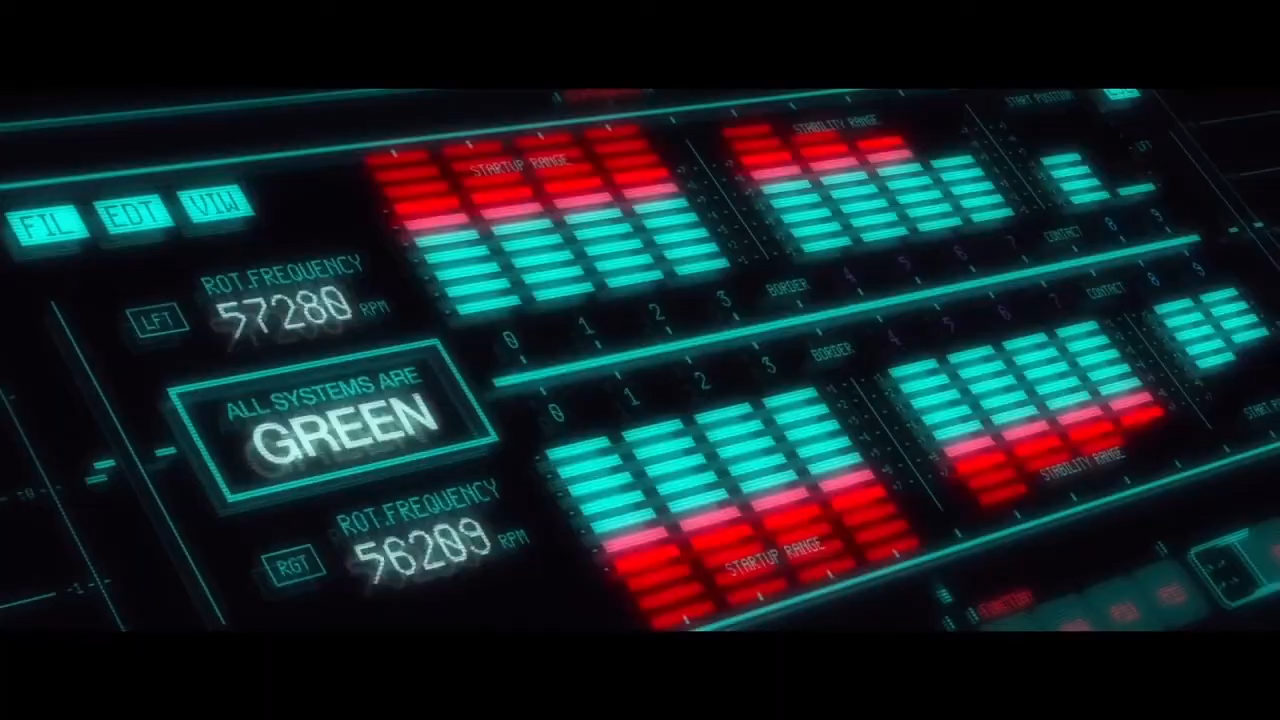 START POSITION
STABILITY RANGE
STARTUP RANGE
LFT
FIL EDT VIW
ROT.FREQUENCY
LFT 57280 RPM
0 1 2 3 BORDER 4 5 6 7 CONTACT 8 9
ALL SYSTEMS ARE
GREEN
0 1 2 3 BORDER 4 5 6 7 CONTACT 8 9
ROT.FREQUENCY
RGT 56209 RPM
STABILITY RANGE
STARTUP RANGE